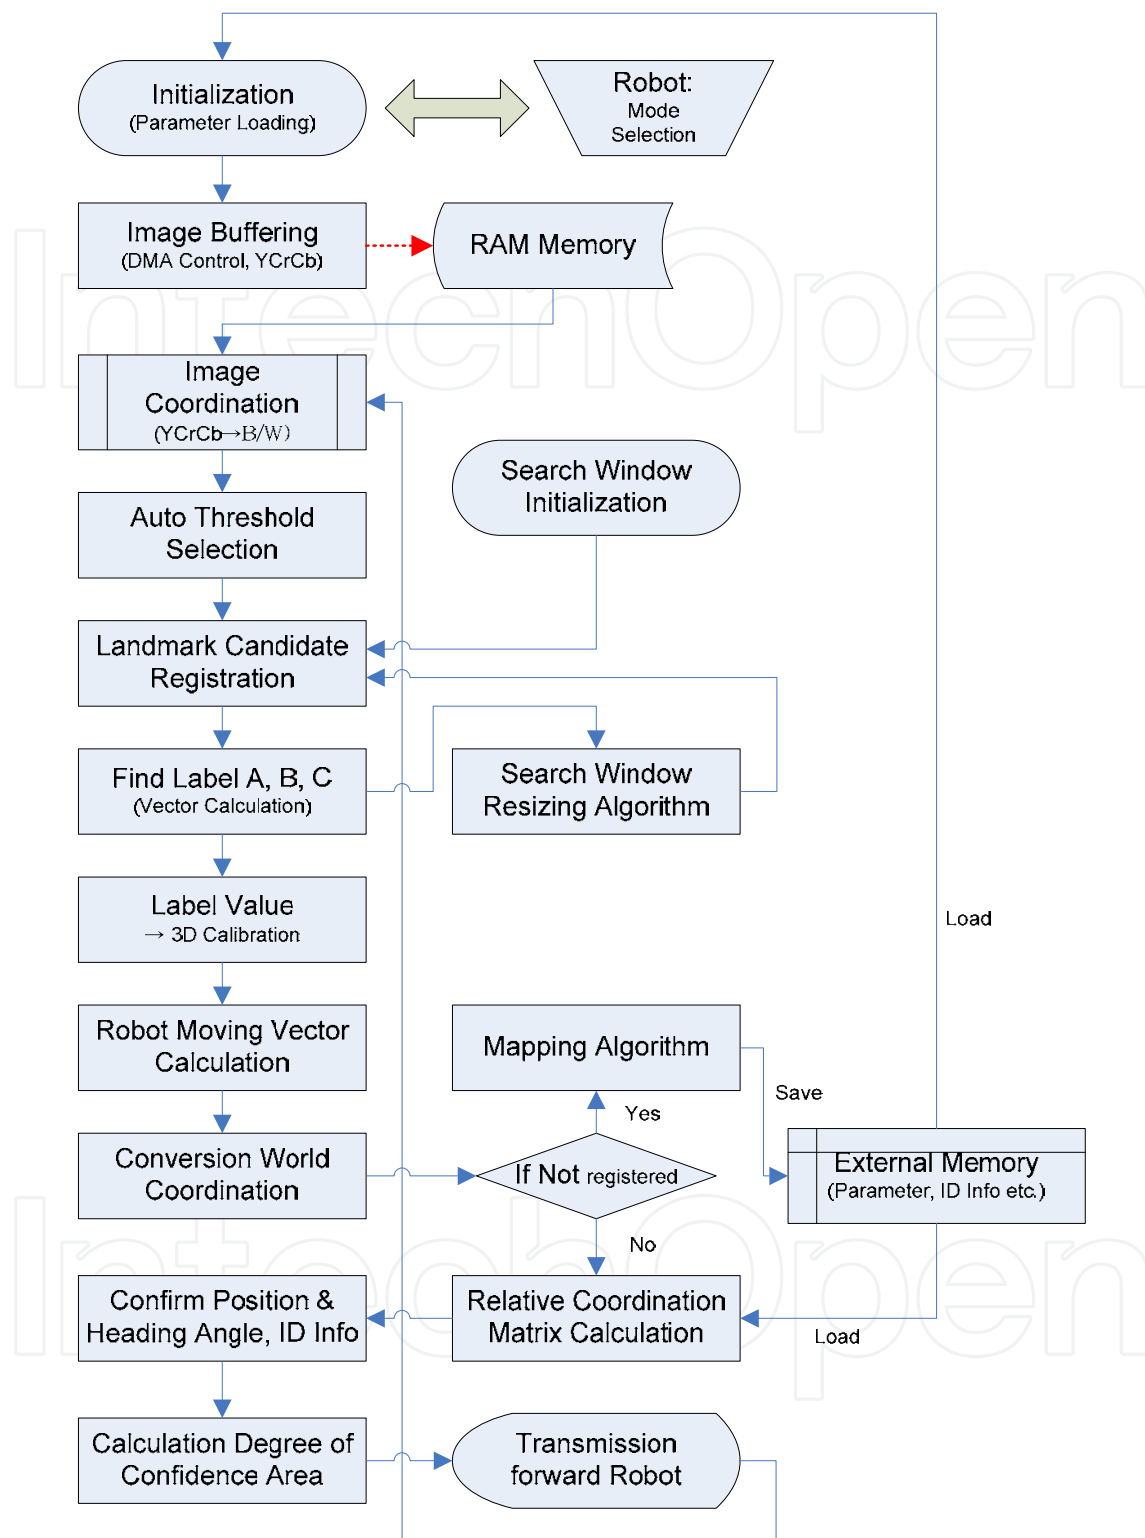 Initialization
(Parameter Loading)
Robot:
Mode
Selection
Image Buffering
(DMA Control, YCrCb)
RAM Memory
IntechOpen
Image
Coordination
(YCrCb→B/W)
Search Window
Initialization
Auto Threshold
Selection
Landmark Candidate
Registration
Find Label A, B, C
(Vector Calculation)
Search Window
Resizing Algorithm
Label Value
→ 3D Calibration
Load
Robot Moving Vector
Calculation
Mapping Algorithm
Save
Yes
Conversion World
Coordination
If Not registered
External Memory
(Parameter, ID Info etc.)
No
IntechOpen
Confirm Position &
Heading Angle, ID Info
Relative Coordination
Matrix Calculation
Load
Calculation Degree of
Confidence Area
Transmission
forward Robot